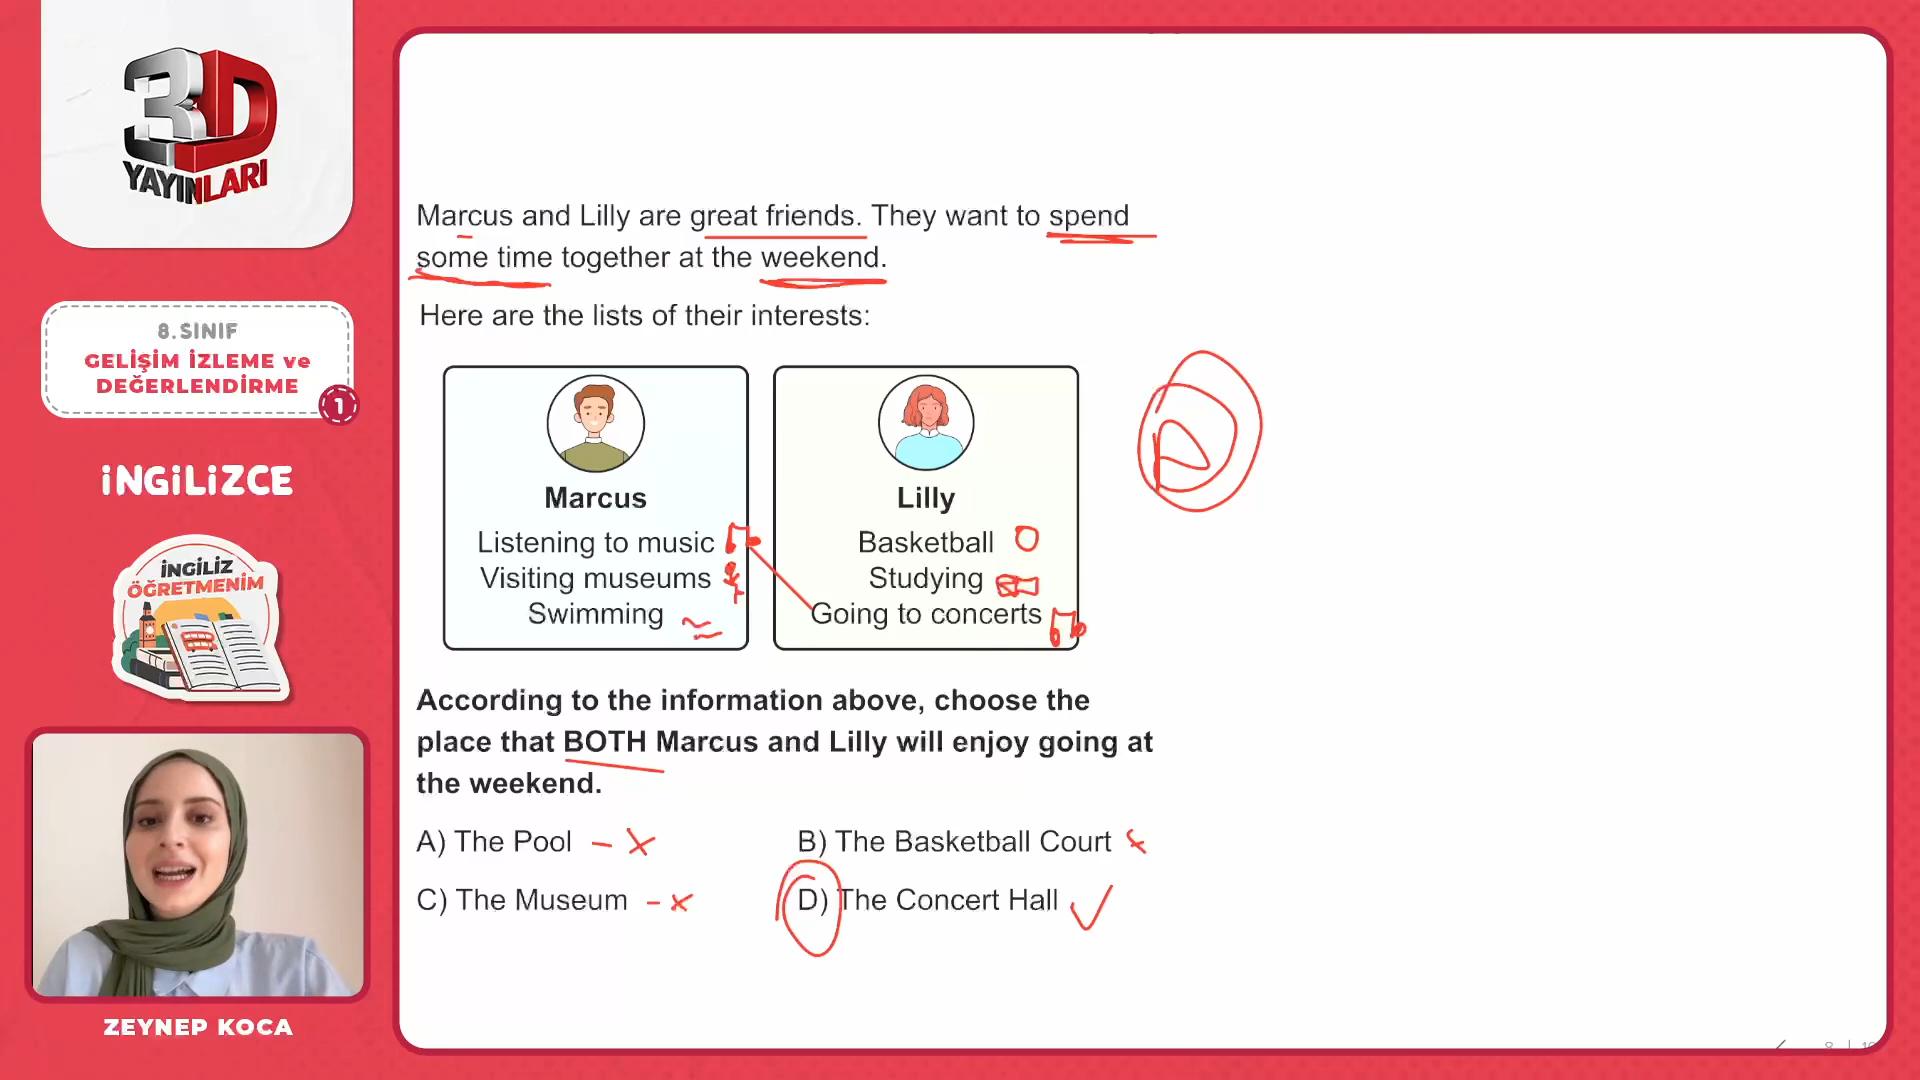 3D
YAYINLARI
8.SINIF
GELİŞİM İZLEME ve
DEĞERLENDİRME
1
İNGİLİZCE
İNGİLİZ
ÖĞRETMENİM
ZEYNEP KOCA
Marcus and Lilly are great friends. They want to spend
some time together at the weekend.
Here are the lists of their interests:
Marcus
Listening to music
Visiting museums
Swimming
Lilly
Basketball
Studying
Going to concerts
D
According to the information above, choose the
place that BOTH Marcus and Lilly will enjoy going at
the weekend.
A) The Pool
B) The Basketball Court
C) The Museum
D) The Concert Hall